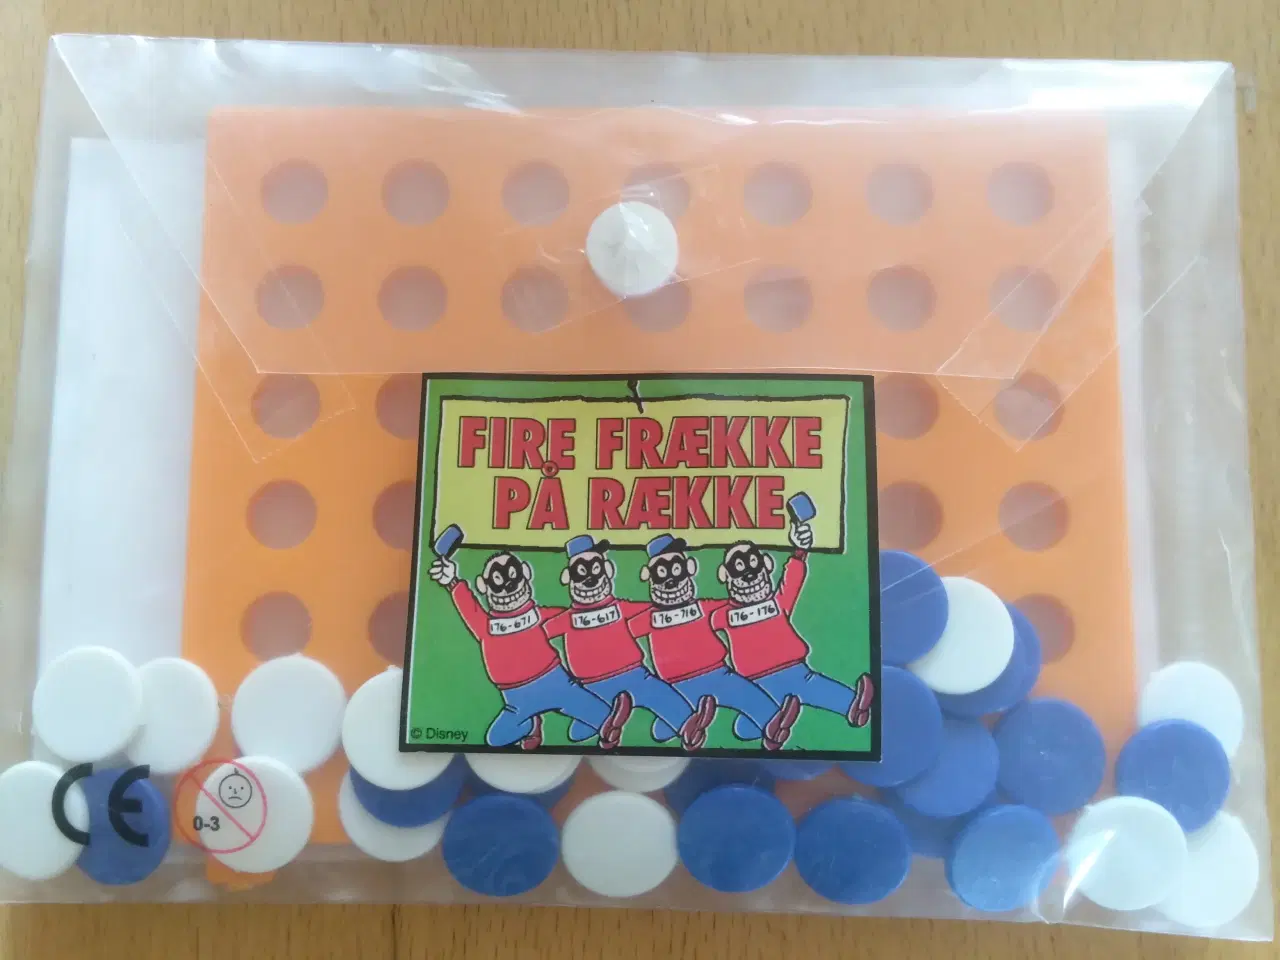 FIRE FRÆKKE
PÅ RÆKKE
176-671
176-617
176-716
176-176
© Disney
CE
0-3